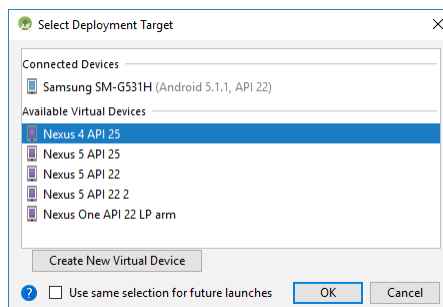 Select Deployment Target
Connected Devices
Samsung SM-G531H (Android 5.1.1, API 22)
Available Virtual Devices
Nexus 4 API 25
Nexus 5 API 25
Nexus 5 API 22
Nexus 5 API 22 2
Nexus One API 22 LP arm
Create New Virtual Device
? Use same selection for future launches OK Cancel